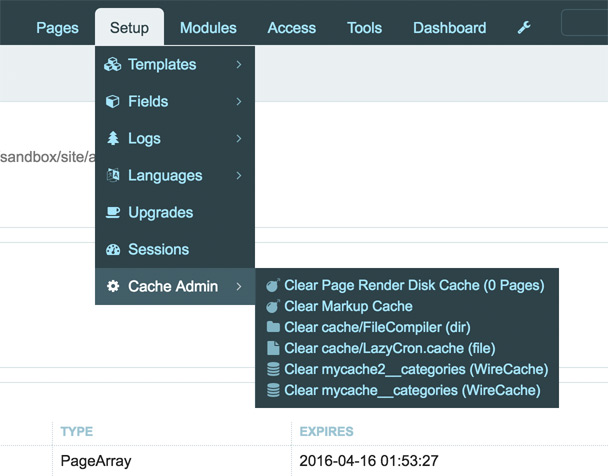 Pages Setup Modules Access Tools Dashboard
Templates
Fields
sandbox/site/a
Logs
Languages
Upgrades
Sessions
Cache Admin
Clear Page Render Disk Cache (0 Pages)
Clear Markup Cache
Clear cache/FileCompiler (dir)
Clear cache/LazyCron.cache (file)
Clear mycache2__categories (WireCache)
Clear mycache__categories (WireCache)
TYPE EXPIRES
PageArray 2016-04-16 01:53:27